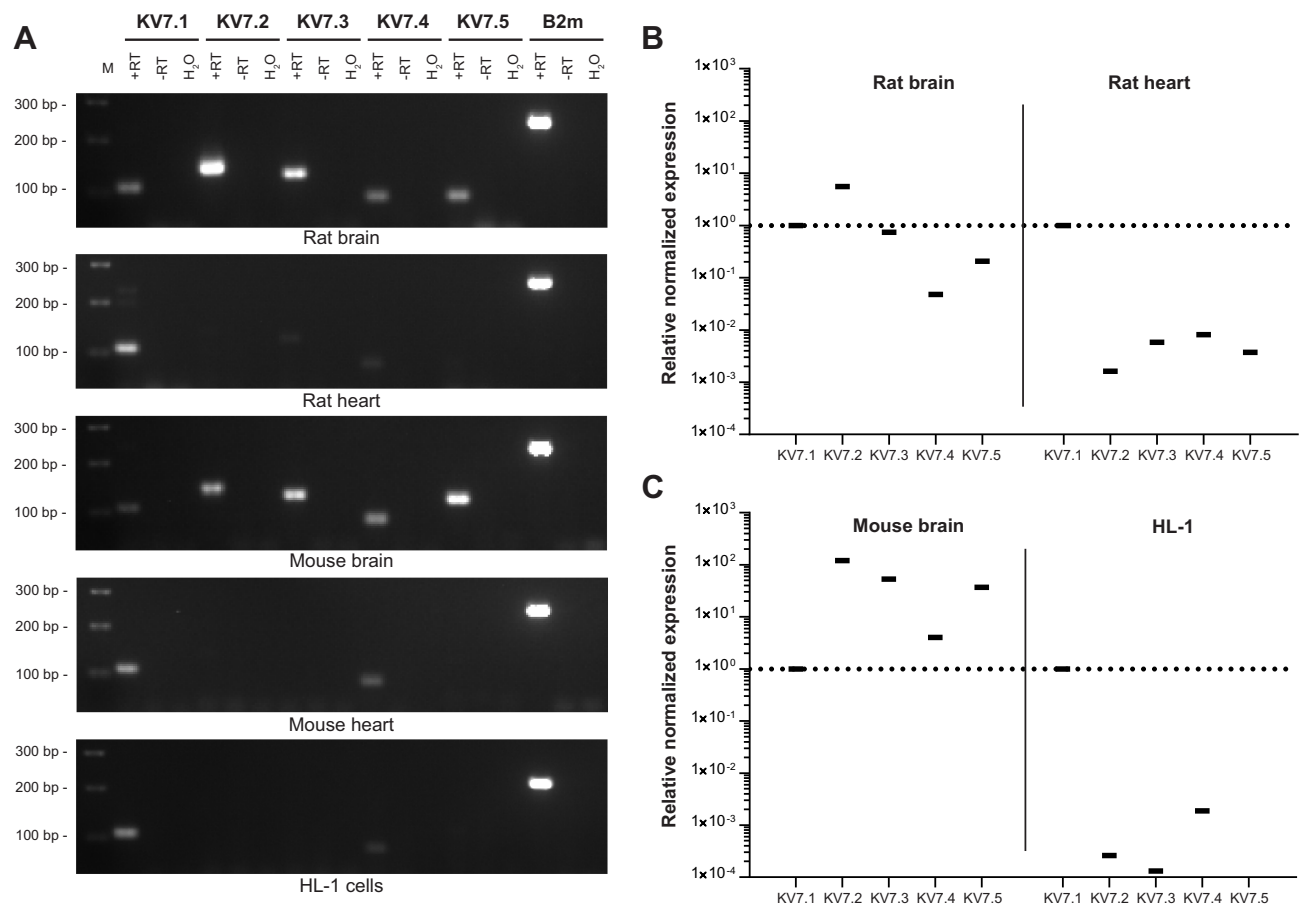 A
KV7.1 KV7.2 KV7.3 KV7.4 KV7.5 B2m
M +RT -RT H₂O +RT -RT H₂O +RT -RT H₂O +RT -RT H₂O +RT -RT H₂O +RT -RT H₂O
300 bp -
200 bp -
100 bp -
Rat brain
300 bp -
200 bp -
100 bp -
Rat heart
300 bp -
200 bp -
100 bp -
Mouse brain
300 bp -
200 bp -
100 bp -
Mouse heart
300 bp -
200 bp -
100 bp -
HL-1 cells
B
Relative normalized expression
Rat brain Rat heart
1×10³
1×10²
1×10¹
1×10⁰
1×10⁻¹
1×10⁻²
1×10⁻³
1×10⁻⁴
KV7.1 KV7.2 KV7.3 KV7.4 KV7.5 KV7.1 KV7.2 KV7.3 KV7.4 KV7.5
C
Relative normalized expression
Mouse brain HL-1
1×10³
1×10²
1×10¹
1×10⁰
1×10⁻¹
1×10⁻²
1×10⁻³
1×10⁻⁴
KV7.1 KV7.2 KV7.3 KV7.4 KV7.5 KV7.1 KV7.2 KV7.3 KV7.4 KV7.5